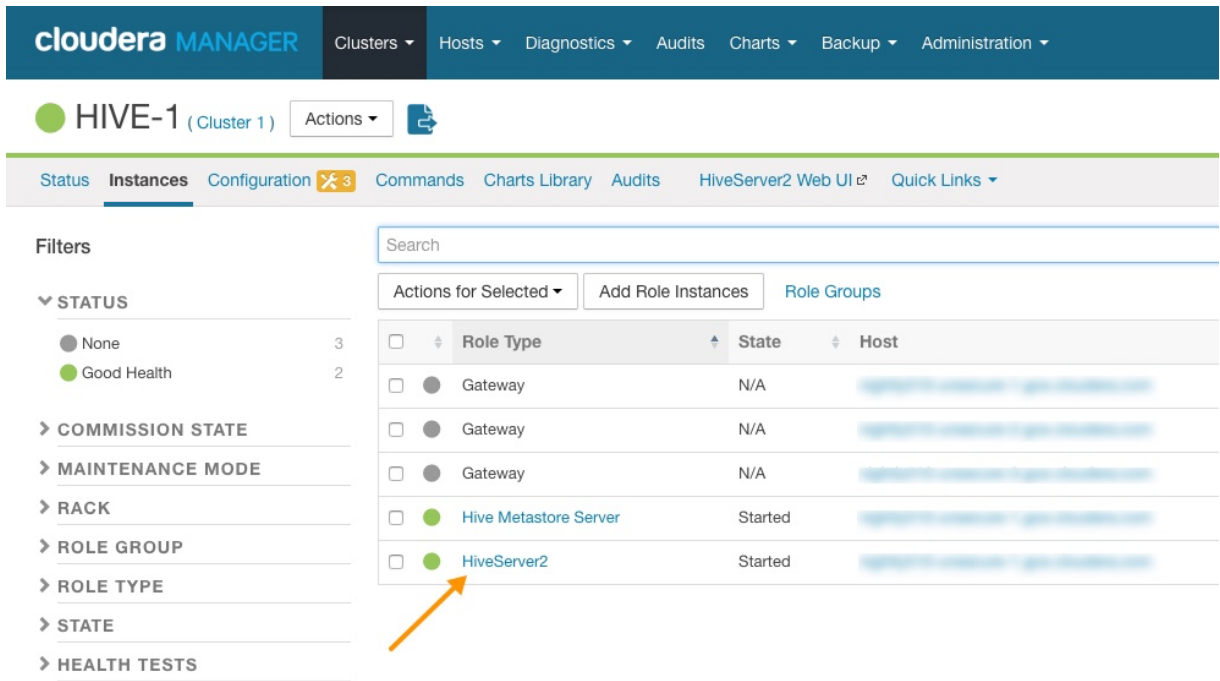 cloudera MANAGER Clusters Hosts Diagnostics Audits Charts Backup Administration
HIVE-1 ( Cluster 1 ) Actions
Status Instances Configuration 3 Commands Charts Library Audits HiveServer2 Web UI Quick Links
Filters
Search
Actions for Selected Add Role Instances Role Groups
STATUS
None 3
Good Health 2
COMMISSION STATE
MAINTENANCE MODE
RACK
ROLE GROUP
ROLE TYPE
STATE
HEALTH TESTS
Role Type State Host
Gateway N/A
Gateway N/A
Gateway N/A
Hive Metastore Server Started
HiveServer2 Started